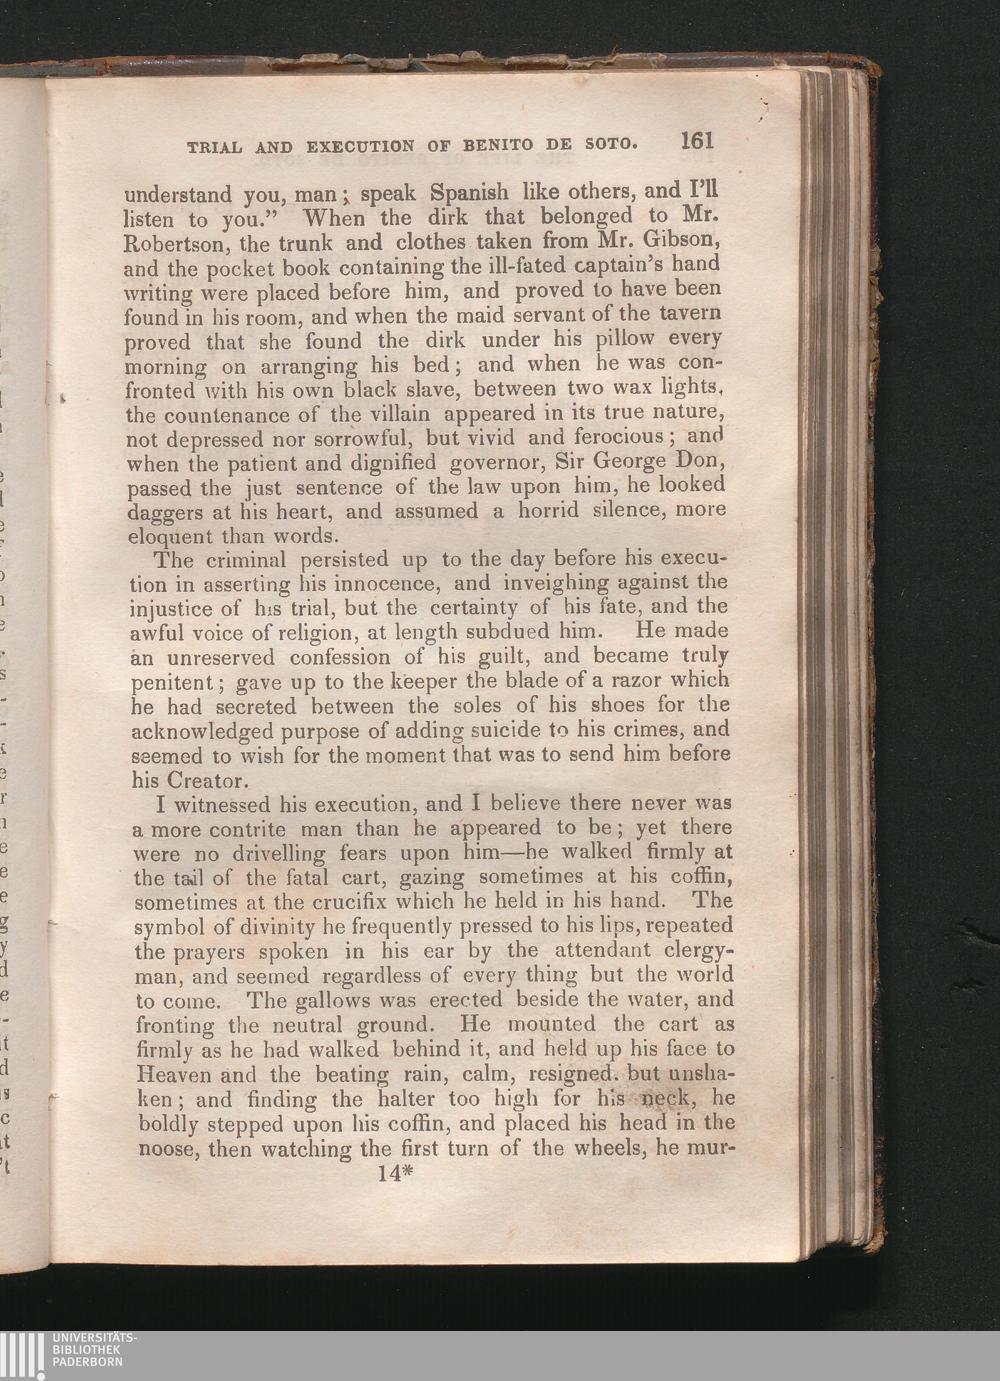 TRIAL AND EXECUTION OF BENITO DE SOTO. 161
understand you, man; speak Spanish like others, and I'll
listen to you." When the dirk that belonged to Mr.
Robertson, the trunk and clothes taken from Mr. Gibson,
and the pocket book containing the ill-fated captain's hand
writing were placed before him, and proved to have been
found in his room, and when the maid servant of the tavern
proved that she found the dirk under his pillow every
morning on arranging his bed; and when he was con-
fronted with his own black slave, between two wax lights,
the countenance of the villain appeared in its true nature,
not depressed nor sorrowful, but vivid and ferocious; and
when the patient and dignified governor, Sir George Don,
passed the just sentence of the law upon him, he looked
daggers at his heart, and assumed a horrid silence, more
eloquent than words.
The criminal persisted up to the day before his execu-
tion in asserting his innocence, and inveighing against the
injustice of his trial, but the certainty of his fate, and the
awful voice of religion, at length subdued him. He made
an unreserved confession of his guilt, and became truly
penitent; gave up to the keeper the blade of a razor which
he had secreted between the soles of his shoes for the
acknowledged purpose of adding suicide to his crimes, and
seemed to wish for the moment that was to send him before
his Creator.
I witnessed his execution, and I believe there never was
a more contrite man than he appeared to be; yet there
were no drivelling fears upon him—he walked firmly at
the tail of the fatal cart, gazing sometimes at his coffin,
sometimes at the crucifix which he held in his hand. The
symbol of divinity he frequently pressed to his lips, repeated
the prayers spoken in his ear by the attendant clergy-
man, and seemed regardless of every thing but the world
to come. The gallows was erected beside the water, and
fronting the neutral ground. He mounted the cart as
firmly as he had walked behind it, and held up his face to
Heaven and the beating rain, calm, resigned, but unsha-
ken; and finding the halter too high for his neck, he
boldly stepped upon his coffin, and placed his head in the
noose, then watching the first turn of the wheels, he mur-
14*
UNIVERSITÄTS-
BIBLIOTHEK
PADERBORN